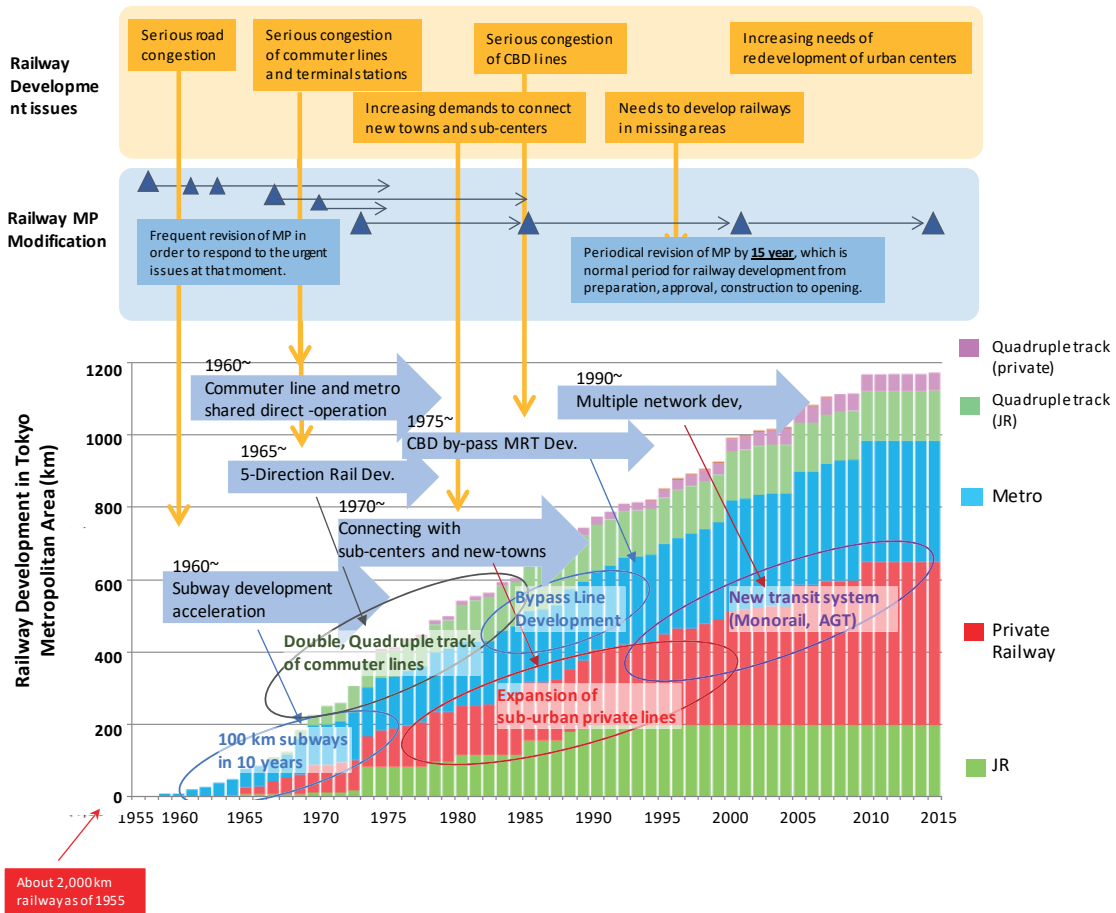 Serious road
congestion
Serious congestion
of commuter lines
and terminal stations
Serious congestion
of CBD lines
Increasing needs of
redevelopment of urban centers
Railway
Developme
nt issues
Increasing demands to connect
new towns and sub-centers
Needs to develop railways
in missing areas
Railway MP
Modification
Frequent revision of MP in
order to respond to the urgent
issues at that moment.
Periodical revision of MP by 15 year, which is
normal period for railway development from
preparation, approval, construction to opening.
Railway Development in Tokyo
Metropolitan Area (km)
1200
1000
800
600
400
200
0
1960~
Commuter line and metro
shared direct -operation
1990~
Multiple network dev,
1975~
CBD by-pass MRT Dev.
1965~
5-Direction Rail Dev.
1970~
Connecting with
sub-centers and new-towns
1960~
Subway development
acceleration
Bypass Line
Development
New transit system
(Monorail, AGT)
Double, Quadruple track
of commuter lines
Expansion of
sub-urban private lines
100 km subways
in 10 years
Quadruple track
(private)
Quadruple track
(JR)
Metro
Private
Railway
JR
1955 1960 1965 1970 1975 1980 1985 1990 1995 2000 2005 2010 2015
About 2,000 km
railway as of 1955